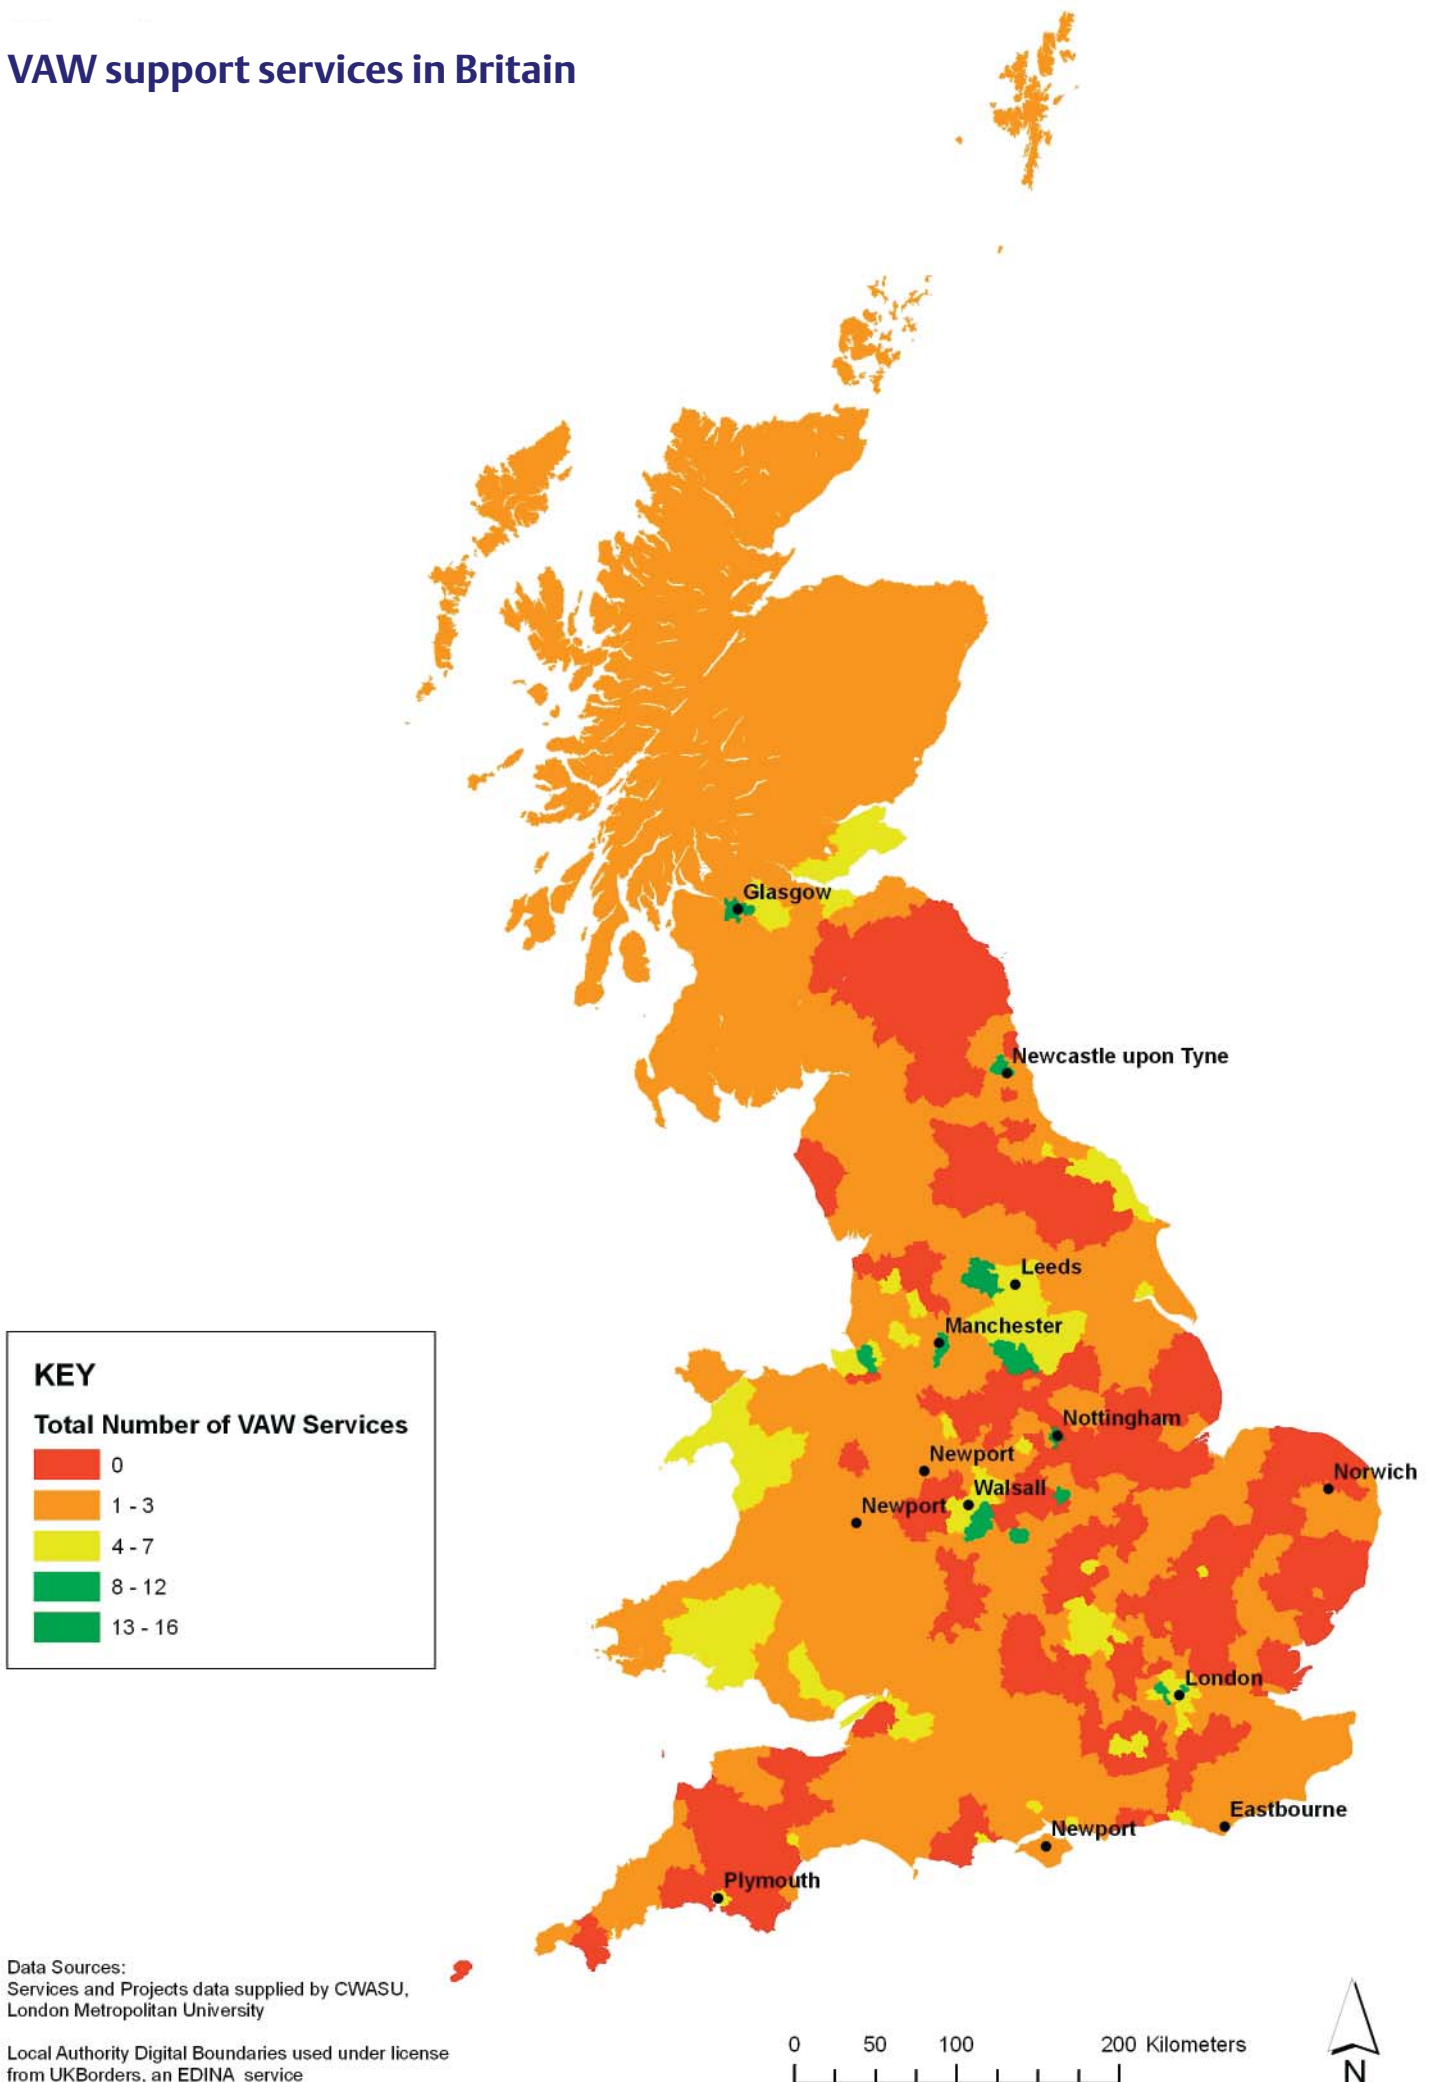 VAW support services in Britain
Glasgow
Newcastle upon Tyne
Leeds
Manchester
Nottingham
Newport
Norwich
Walsall
Newport
London
Eastbourne
Newport
Plymouth
KEY
Total Number of VAW Services
0
1 - 3
4 - 7
8 - 12
13 - 16
Data Sources:
Services and Projects data supplied by CWASU,
London Metropolitan University
Local Authority Digital Boundaries used under license
from UKBorders, an EDINA service
0 50 100 200 Kilometers
N